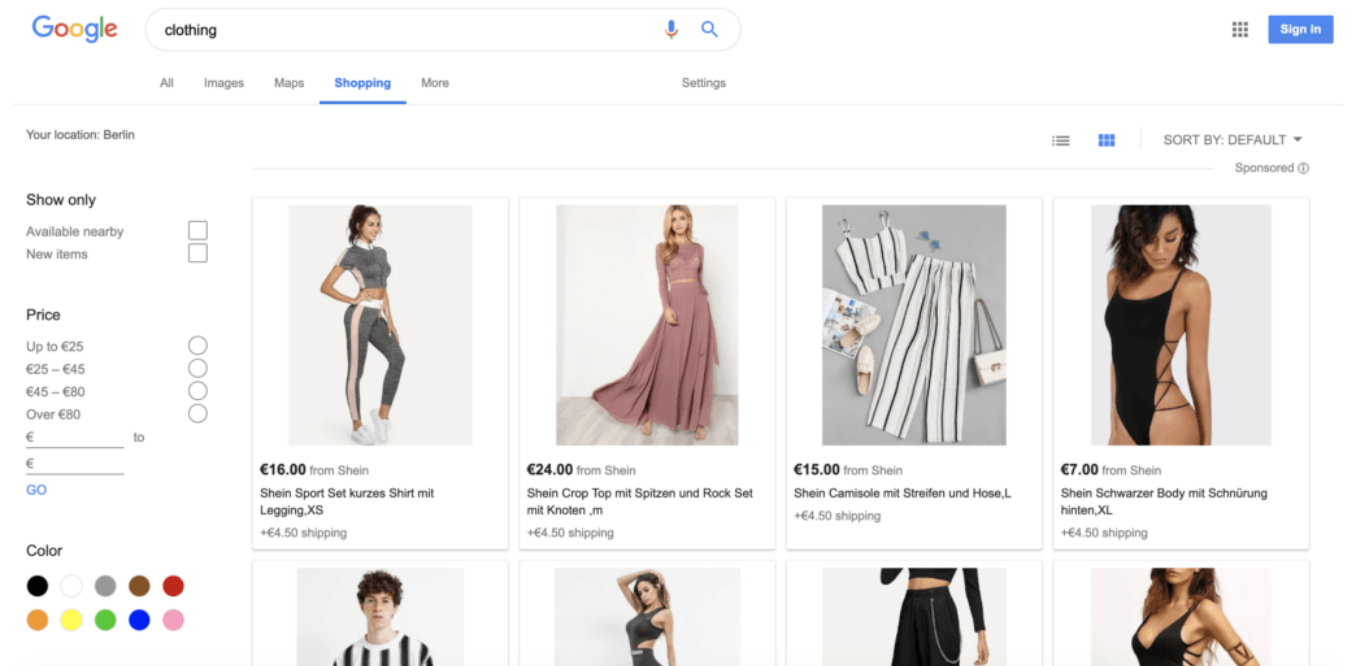 Google
clothing
Sign in
All Images Maps Shopping More Settings
Your location: Berlin
SORT BY: DEFAULT
Sponsored
Show only
Available nearby
New items
Price
Up to €25
€25 – €45
€45 – €80
Over €80
€ to
€
GO
Color
€16.00 from Shein
Shein Sport Set kurzes Shirt mit
Legging,XS
+€4.50 shipping
€24.00 from Shein
Shein Crop Top mit Spitzen und Rock Set
mit Knoten ,m
+€4.50 shipping
€15.00 from Shein
Shein Camisole mit Streifen und Hose,L
+€4.50 shipping
€7.00 from Shein
Shein Schwarzer Body mit Schnürung
hinten,XL
+€4.50 shipping